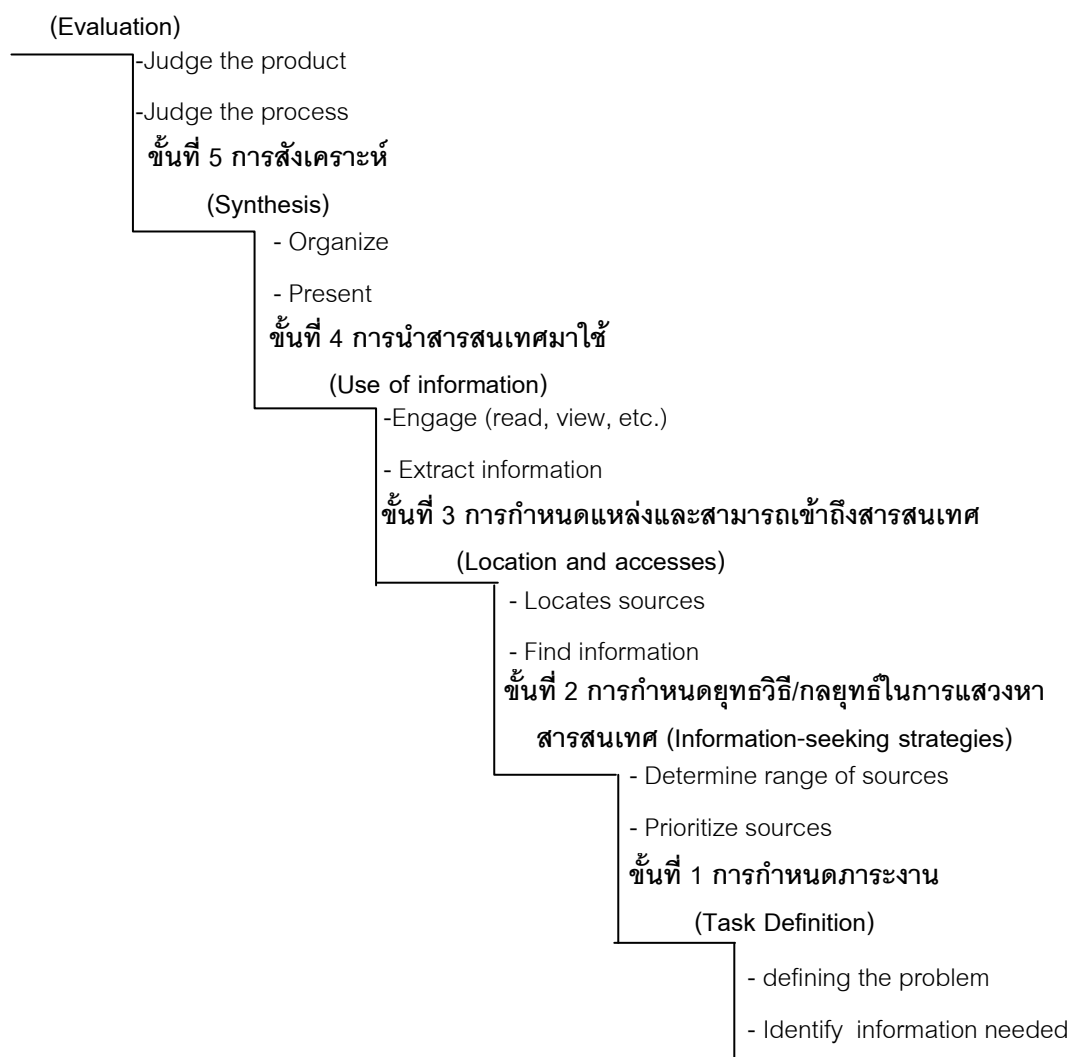 (Evaluation)
-Judge the product
-Judge the process
ขั้นที่ 5 การสังเคราะห์
(Synthesis)
- Organize
- Present
ขั้นที่ 4 การนำสารสนเทศมาใช้
(Use of information)
-Engage (read, view, etc.)
- Extract information
ขั้นที่ 3 การกำหนดแหล่งและสามารถเข้าถึงสารสนเทศ
(Location and accesses)
- Locates sources
- Find information
ขั้นที่ 2 การกำหนดยุทธวิธี/กลยุทธ์ในการแสวงหา
สารสนเทศ (Information-seeking strategies)
- Determine range of sources
- Prioritize sources
ขั้นที่ 1 การกำหนดภาระงาน
(Task Definition)
- defining the problem
- Identify information needed